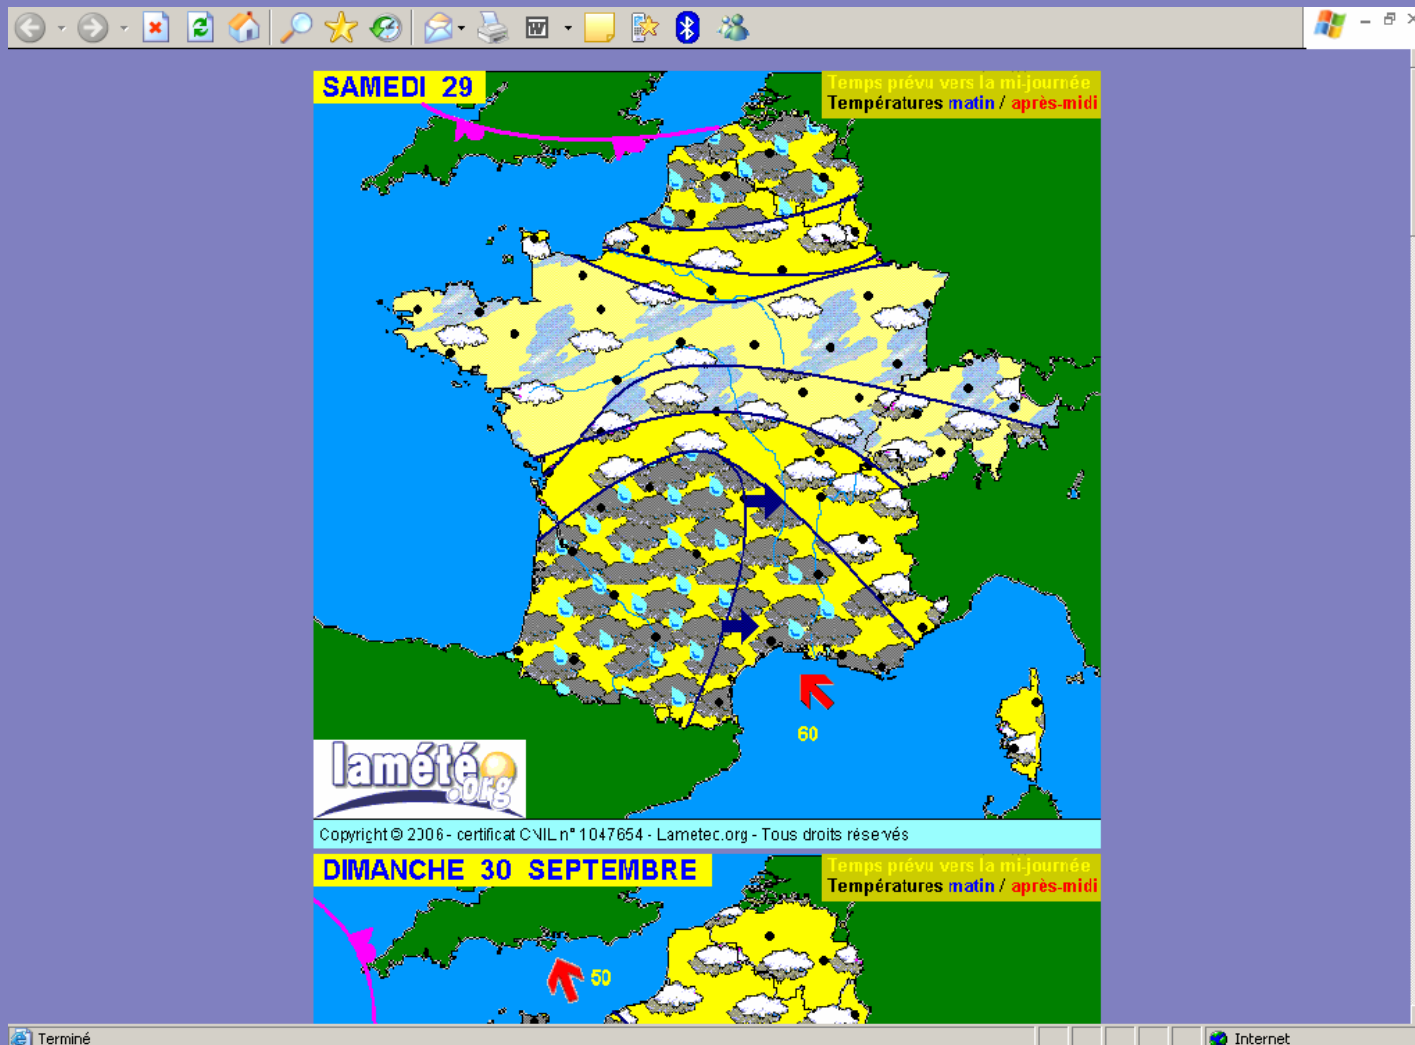 SAMEDI 29
Temps prévu vers la mi-journée
Températures matin / après-midi
60
lamétéo
.org
Copyright © 2006 - certificat CNIL n° 1047654 - Lameteo.org - Tous droits réservés
DIMANCHE 30 SEPTEMBRE
Temps prévu vers la mi-journée
Températures matin / après-midi
50
Terminé
Internet